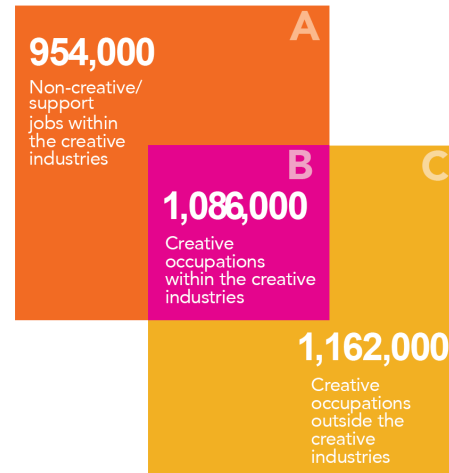 A
954,000
Non-creative/
support
jobs within
the creative
industries
B
C
1,086,000
Creative
occupations
within the creative
industries
1,162,000
Creative
occupations
outside the
creative
industries